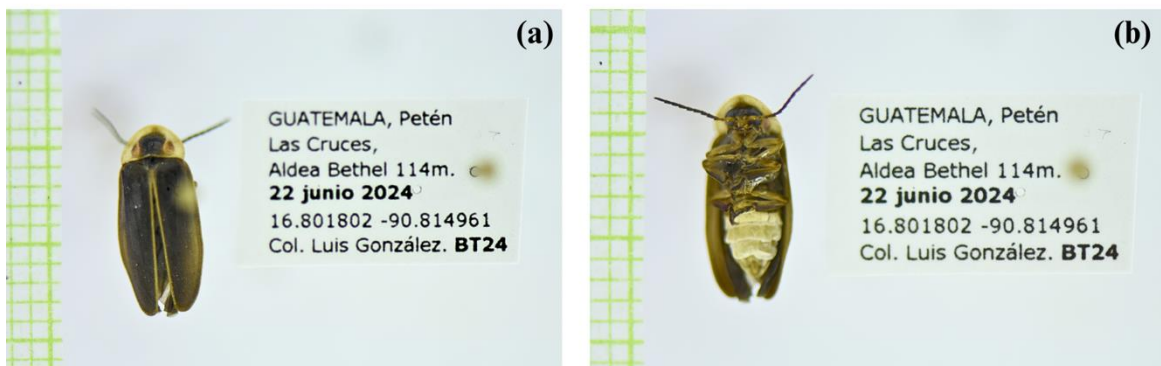 (a)
GUATEMALA, Petén
Las Cruces,
Aldea Bethel 114m.
22 junio 2024
16.801802 -90.814961
Col. Luis González. BT24
(b)
GUATEMALA, Petén
Las Cruces,
Aldea Bethel 114m.
22 junio 2024
16.801802 -90.814961
Col. Luis González. BT24